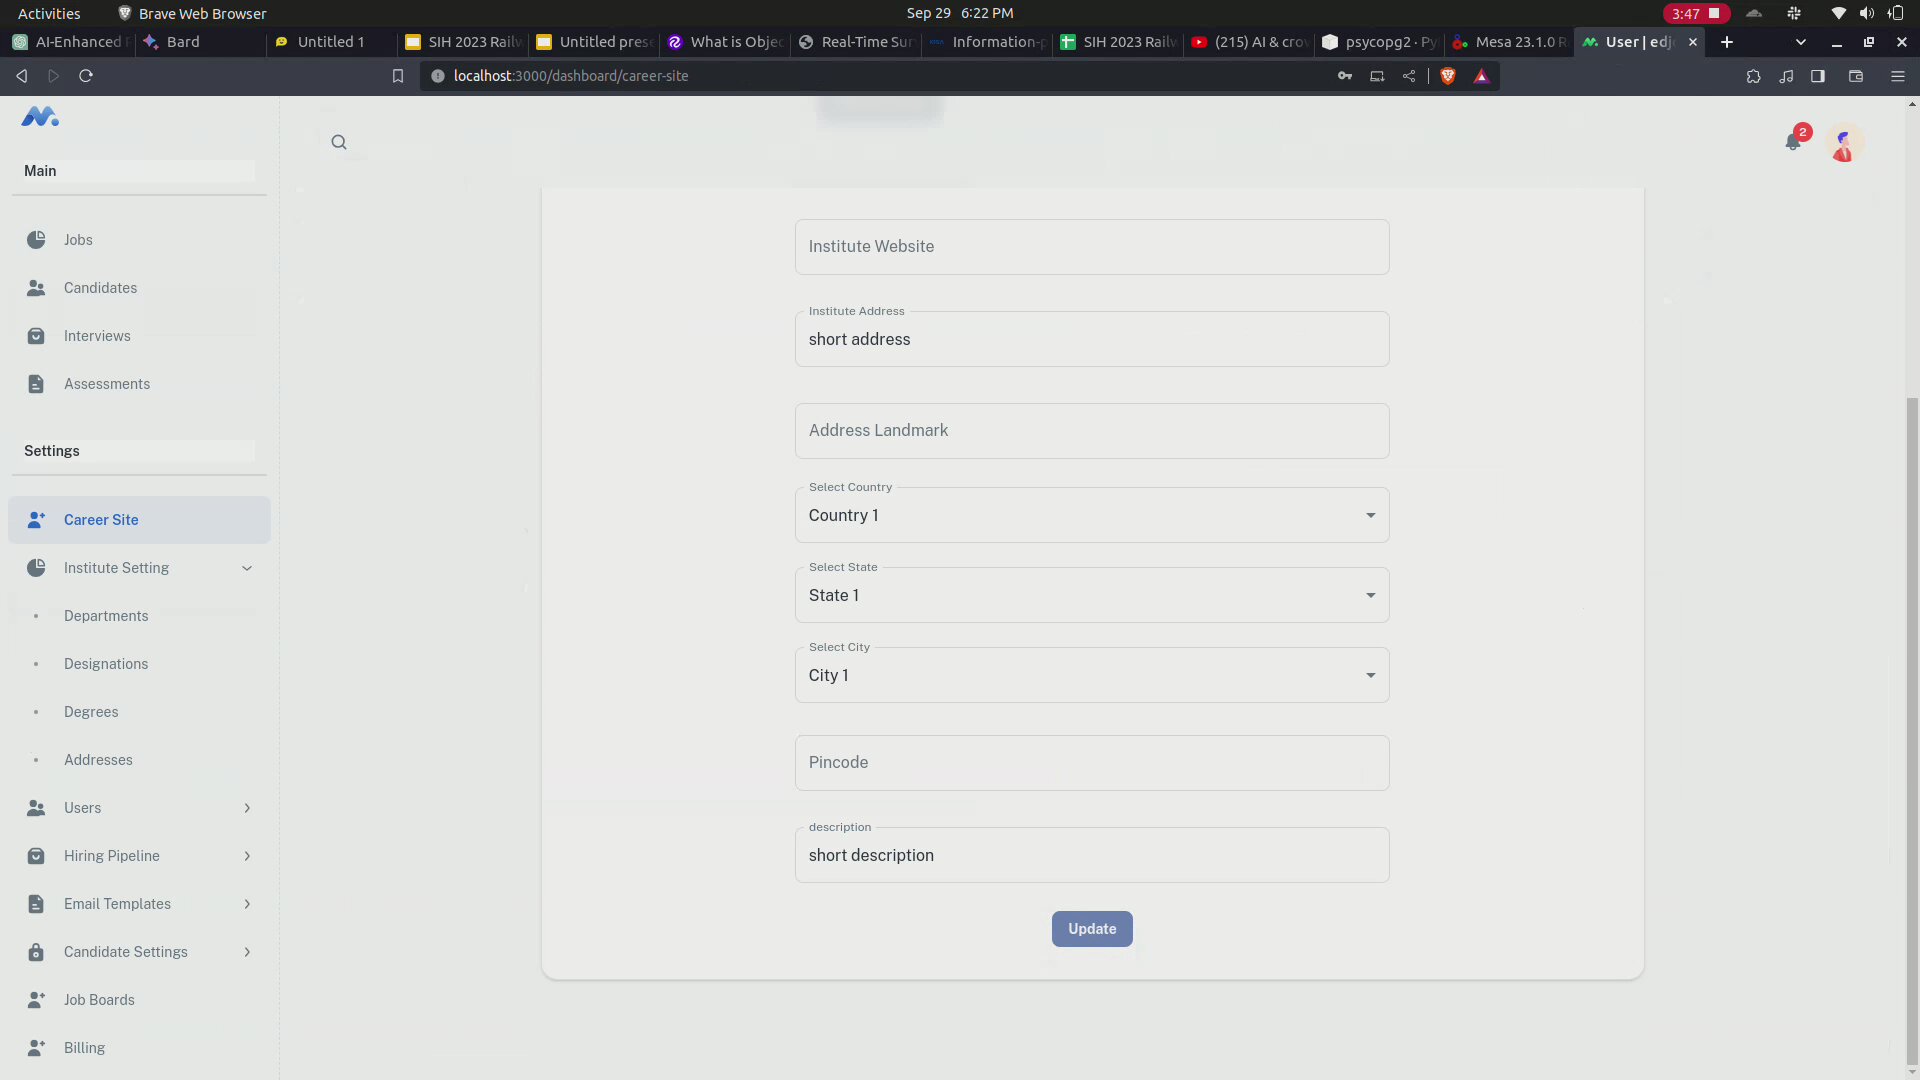 Activities
Brave Web Browser
Sep 29 6:22 PM
3:47
AI-Enhanced
Bard
Untitled 1
SIH 2023 Railw
Untitled prese
What is Objec
Real-Time Sur
Information-p
SIH 2023 Railw
(215) AI & crow
psycopg2 · Py
Mesa 23.1.0 R
User | edjo
localhost:3000/dashboard/career-site
2
Main
Jobs
Candidates
Interviews
Assessments
Settings
Career Site
Institute Setting
Departments
Designations
Degrees
Addresses
Users
Hiring Pipeline
Email Templates
Candidate Settings
Job Boards
Billing
Institute Website
Institute Address
short address
Address Landmark
Select Country
Country 1
Select State
State 1
Select City
City 1
Pincode
description
short description
Update